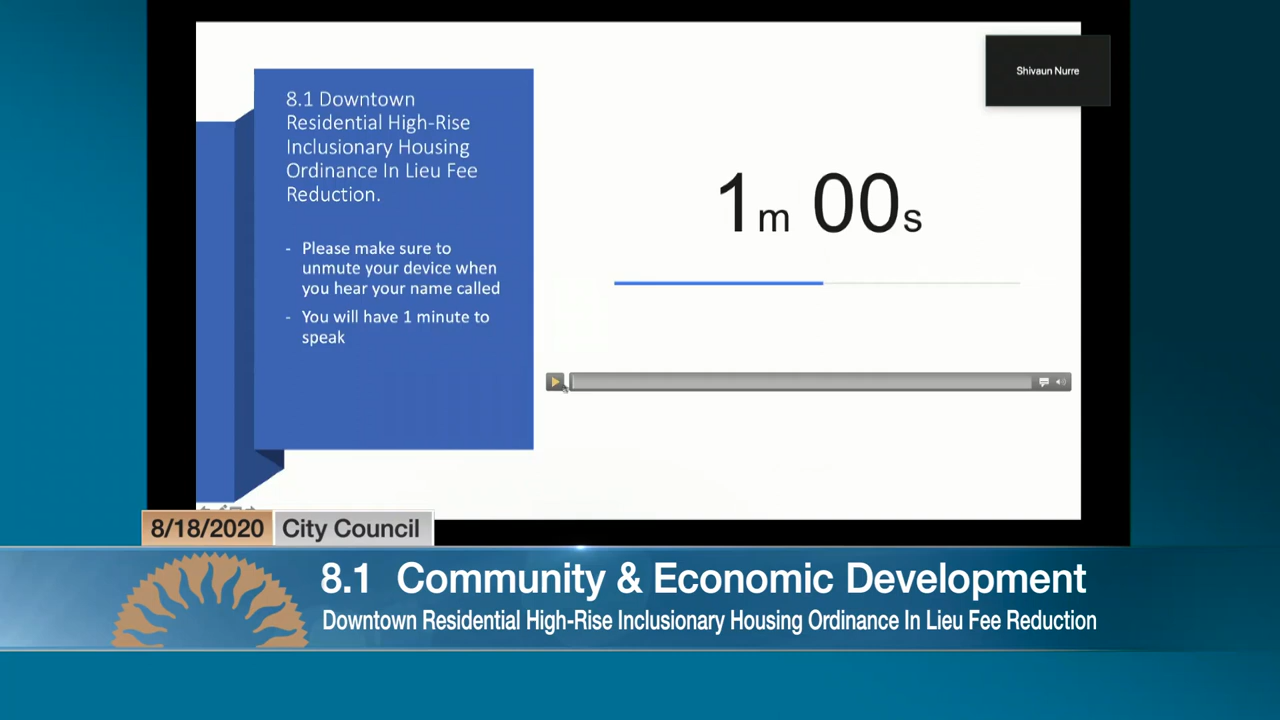 Shivaun Nurre
8.1 Downtown
Residential High-Rise
Inclusionary Housing
Ordinance In Lieu Fee
Reduction.
- Please make sure to
unmute your device when
you hear your name called
- You will have 1 minute to
speak
1m 00s
8/18/2020 City Council
8.1 Community & Economic Development
Downtown Residential High-Rise Inclusionary Housing Ordinance In Lieu Fee Reduction